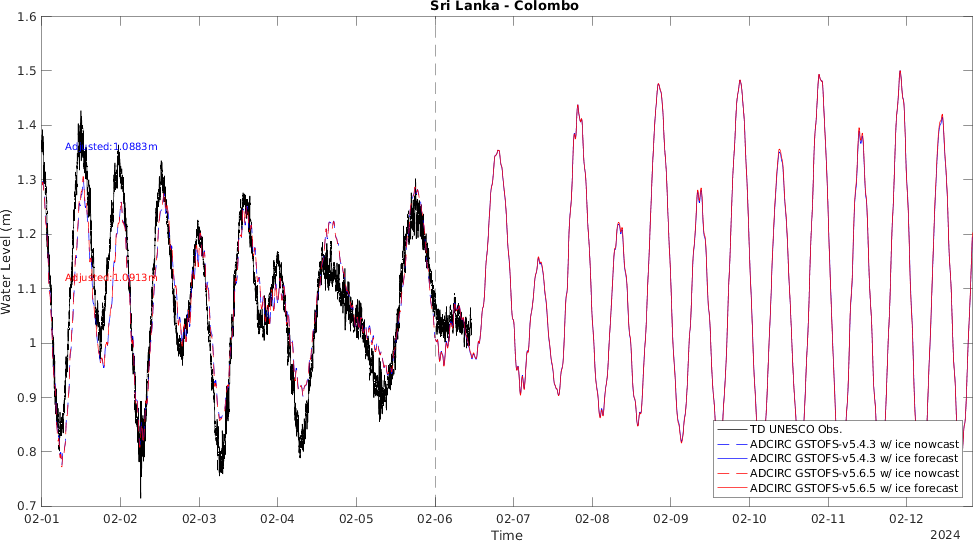 Sri Lanka - Colombo
1.6
1.5
1.4
1.3
1.2
1.1
1
0.9
0.8
0.7
Water Level (m)
Adjusted:1.0883m
Adjusted:1.0913m
TD UNESCO Obs.
ADCIRC GSTOFS-v5.4.3 w/ ice nowcast
ADCIRC GSTOFS-v5.4.3 w/ ice forecast
ADCIRC GSTOFS-v5.6.5 w/ ice nowcast
ADCIRC GSTOFS-v5.6.5 w/ ice forecast
02-01 02-02 02-03 02-04 02-05 02-06 02-07 02-08 02-09 02-10 02-11 02-12
Time 2024